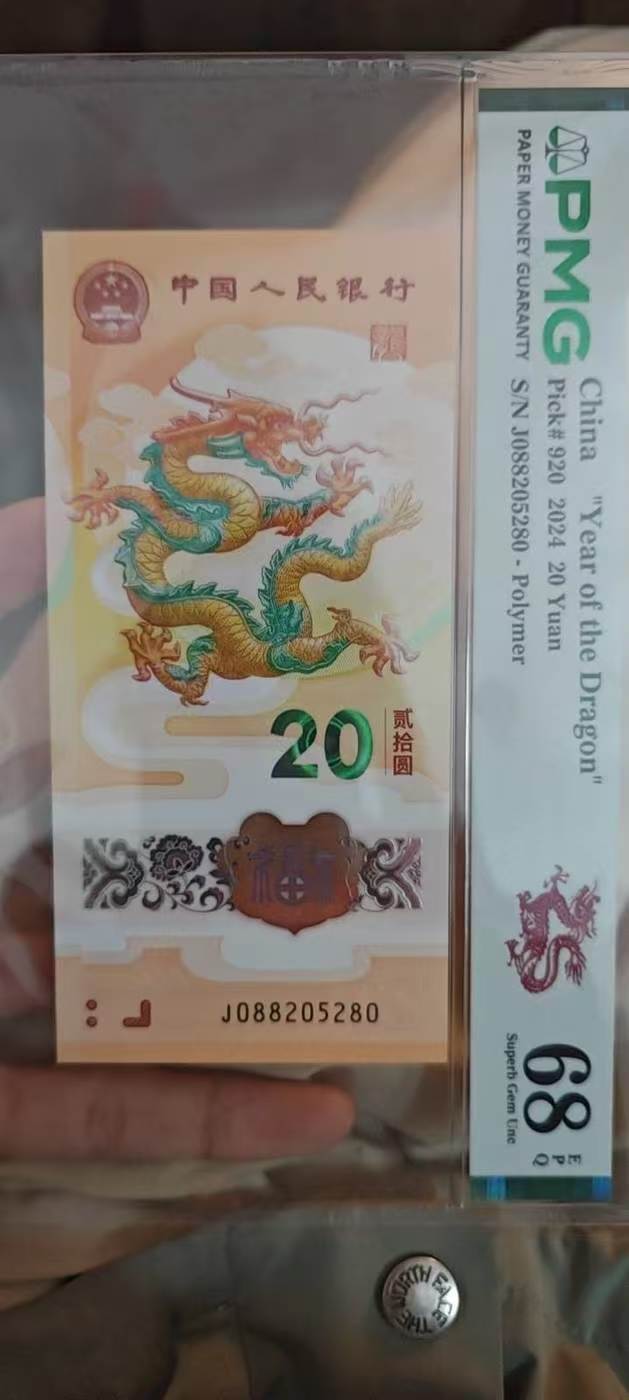 中国人民银行
20
贰拾圆
福
J088205280
PMG
PAPER MONEY GUARANTY
China "Year of the Dragon"
Pick# 920 2024 20 Yuan
S/N J088205280 - Polymer
68
EPQ
Superb Gem Unc
THE NORTH FACE